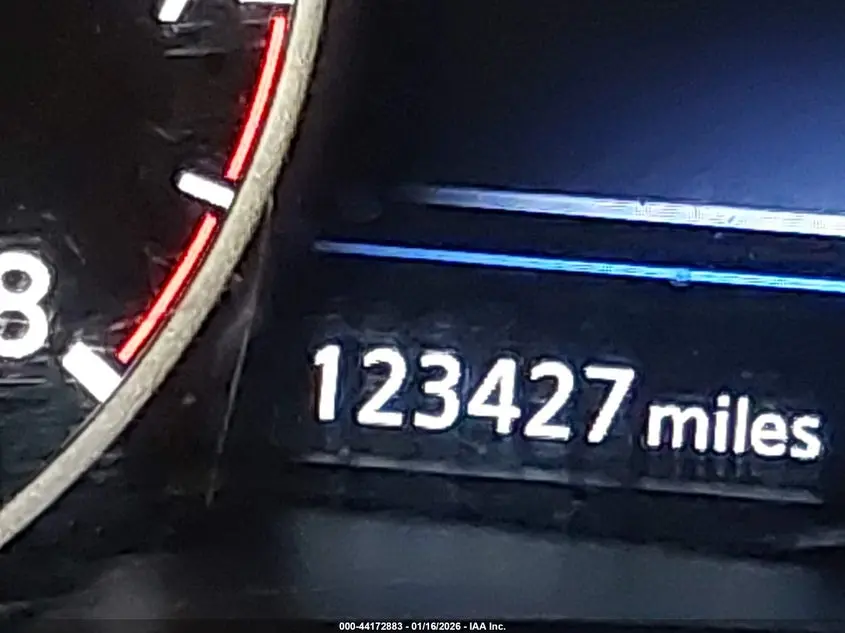 8
123427 miles
000-44172883 - 01/16/2026 - IAA Inc.